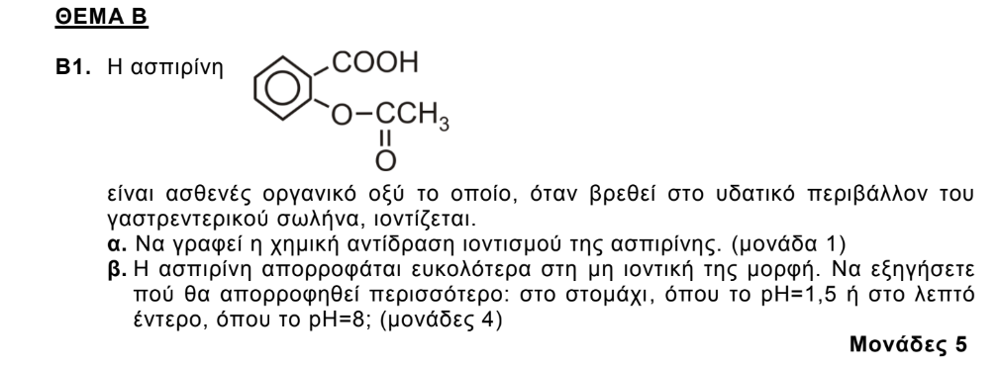 ΘΕΜΑ Β
Β1. Η ασπιρίνη
COOH
O–CCH₃
O
είναι ασθενές οργανικό οξύ το οποίο, όταν βρεθεί στο υδατικό περιβάλλον του
γαστρεντερικού σωλήνα, ιοντίζεται.
α. Να γραφεί η χημική αντίδραση ιοντισμού της ασπιρίνης. (μονάδα 1)
β. Η ασπιρίνη απορροφάται ευκολότερα στη μη ιοντική της μορφή. Να εξηγήσετε
πού θα απορροφηθεί περισσότερο: στο στομάχι, όπου το pH=1,5 ή στο λεπτό
έντερο, όπου το pH=8; (μονάδες 4)
Μονάδες 5